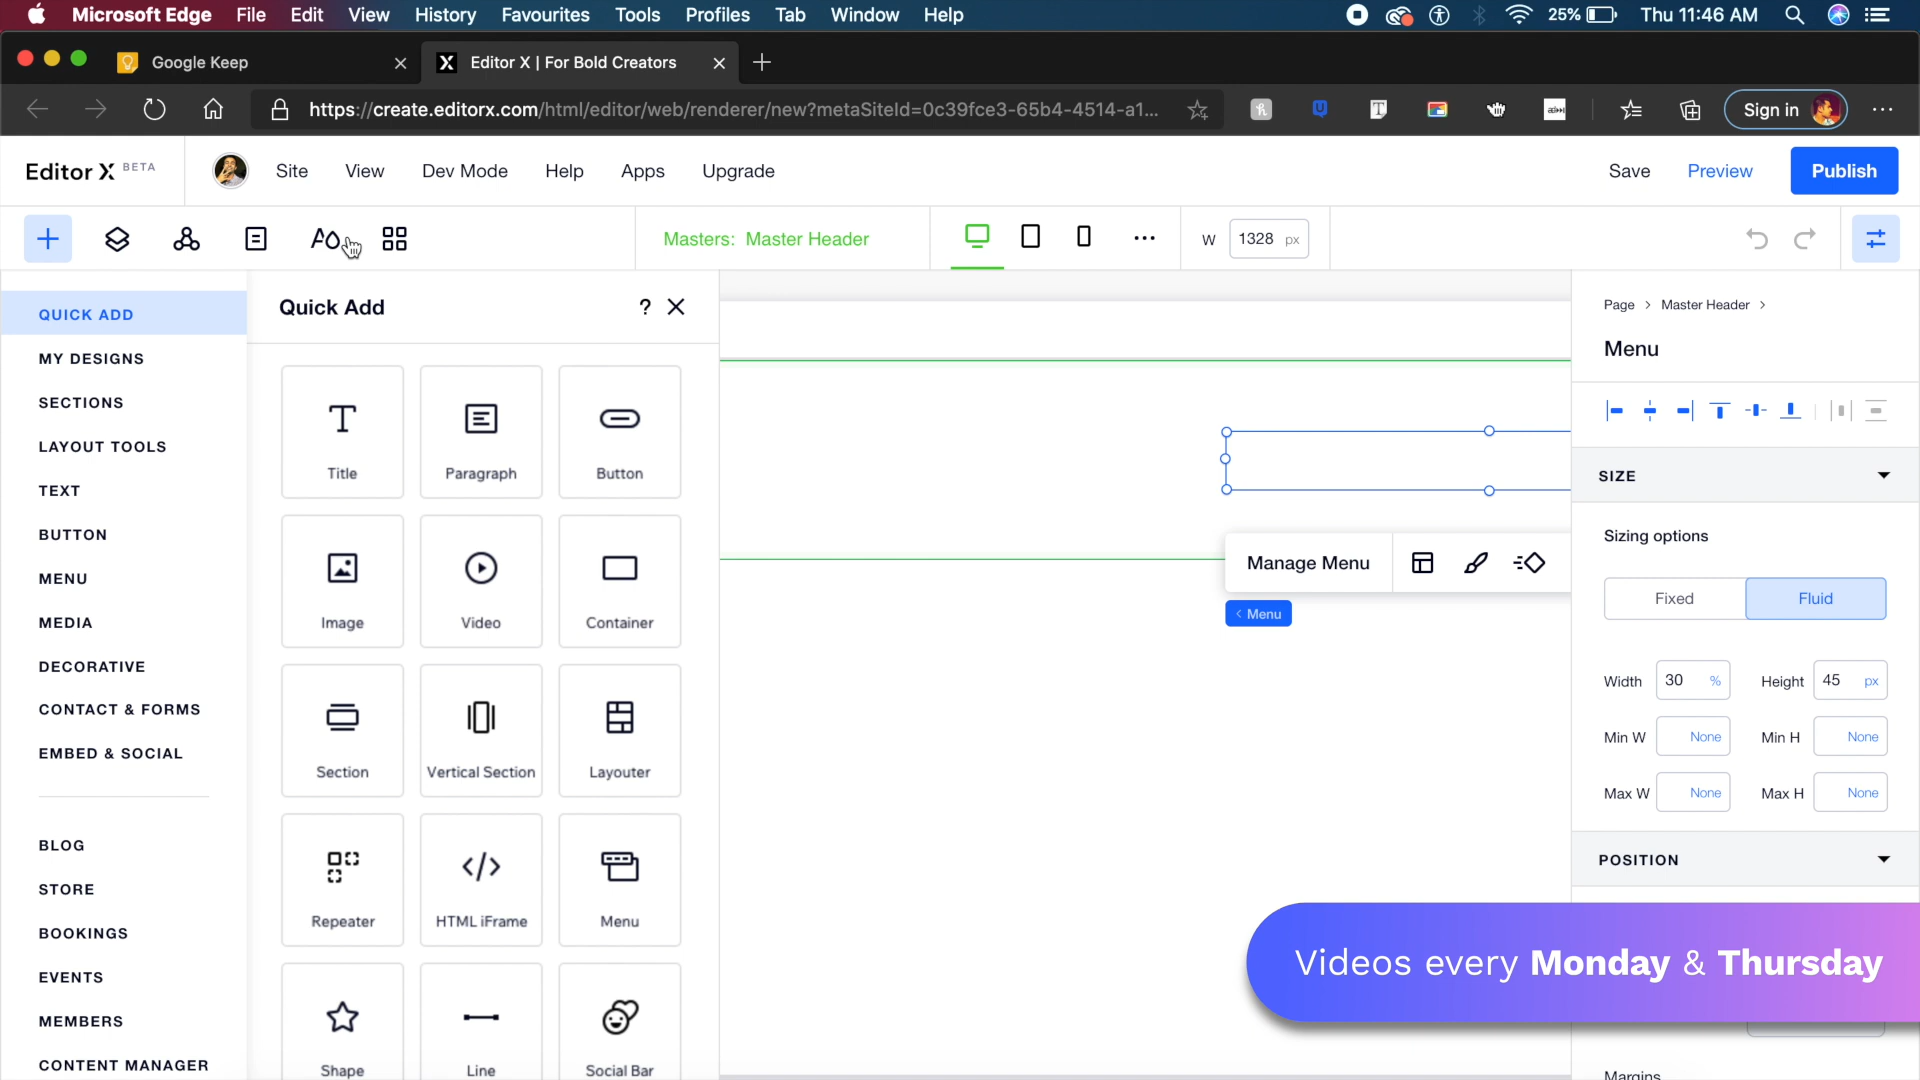 Microsoft Edge File Edit View History Favourites Tools Profiles Tab Window Help
25% Thu 11:46 AM
Google Keep
Editor X | For Bold Creators
https://create.editorx.com/html/editor/web/renderer/new?metaSiteId=0c39fce3-65b4-4514-a1...
Sign in
Editor X BETA
Site View Dev Mode Help Apps Upgrade
Save Preview Publish
Masters: Master Header
W 1328 px
QUICK ADD
MY DESIGNS
SECTIONS
LAYOUT TOOLS
TEXT
BUTTON
MENU
MEDIA
DECORATIVE
CONTACT & FORMS
EMBED & SOCIAL
BLOG
STORE
BOOKINGS
EVENTS
MEMBERS
CONTENT MANAGER
Quick Add ?
Title Paragraph Button
Image Video Container
Section Vertical Section Layouter
Repeater HTML iFrame Menu
Shape Line Social Bar
Manage Menu
< Menu
Page > Master Header >
Menu
SIZE
Sizing options
Fixed Fluid
Width 30 % Height 45 px
Min W None Min H None
Max W None Max H None
POSITION
Videos every Monday & Thursday
Margins